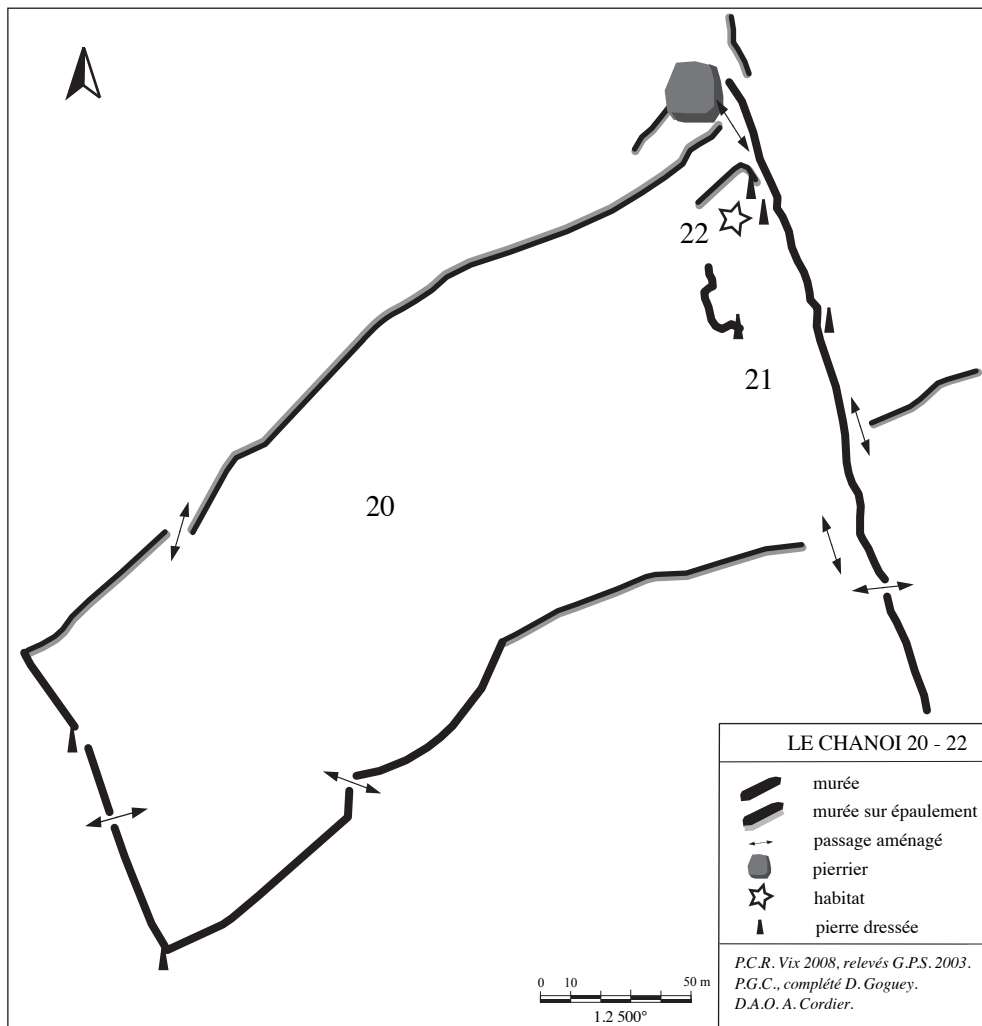 22
21
20
LE CHANOI 20 - 22
murée
murée sur épaulement
passage aménagé
pierrier
habitat
pierre dressée
P.C.R. Vix 2008, relevés G.P.S. 2003.
P.G.C., complété D. Goguey.
D.A.O. A. Cordier.
0 10 50 m
1.2 500°